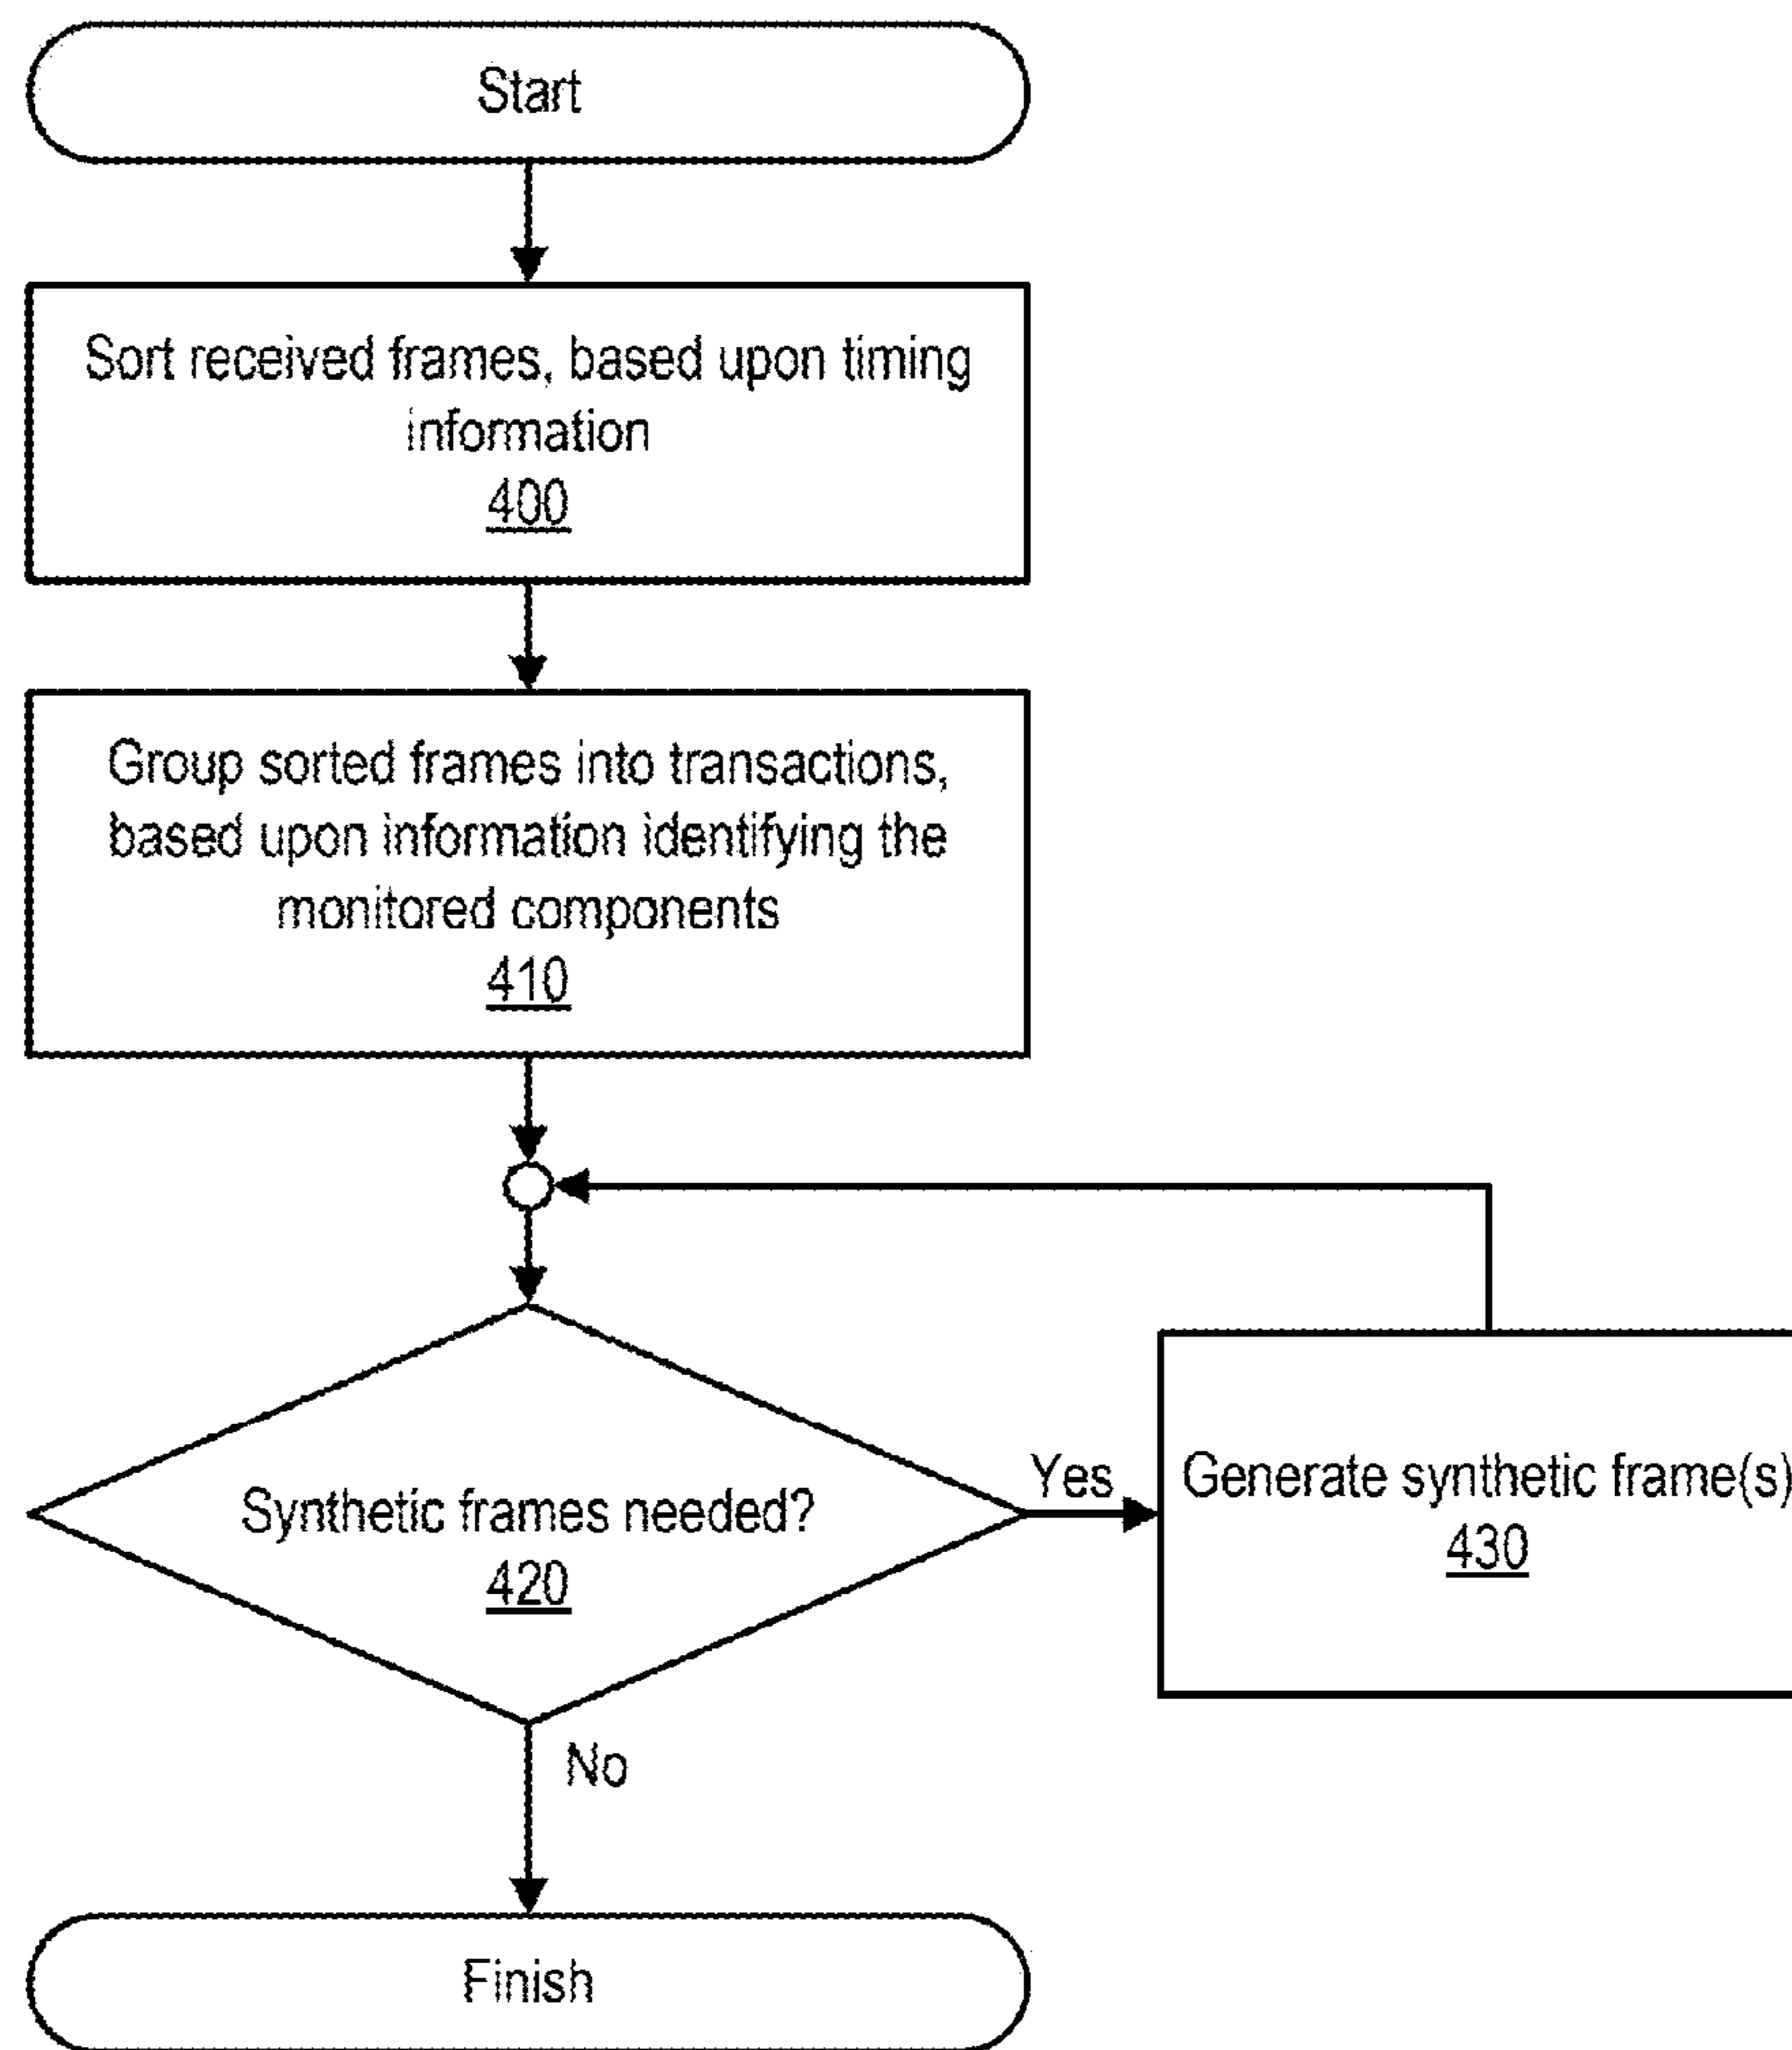 Start
Sort received frames, based upon timing
information
400
Group sorted frames into transactions,
based upon information identifying the
monitored components
410
Synthetic frames needed?
420
Yes
Generate synthetic frame(s)
430
No
Finish